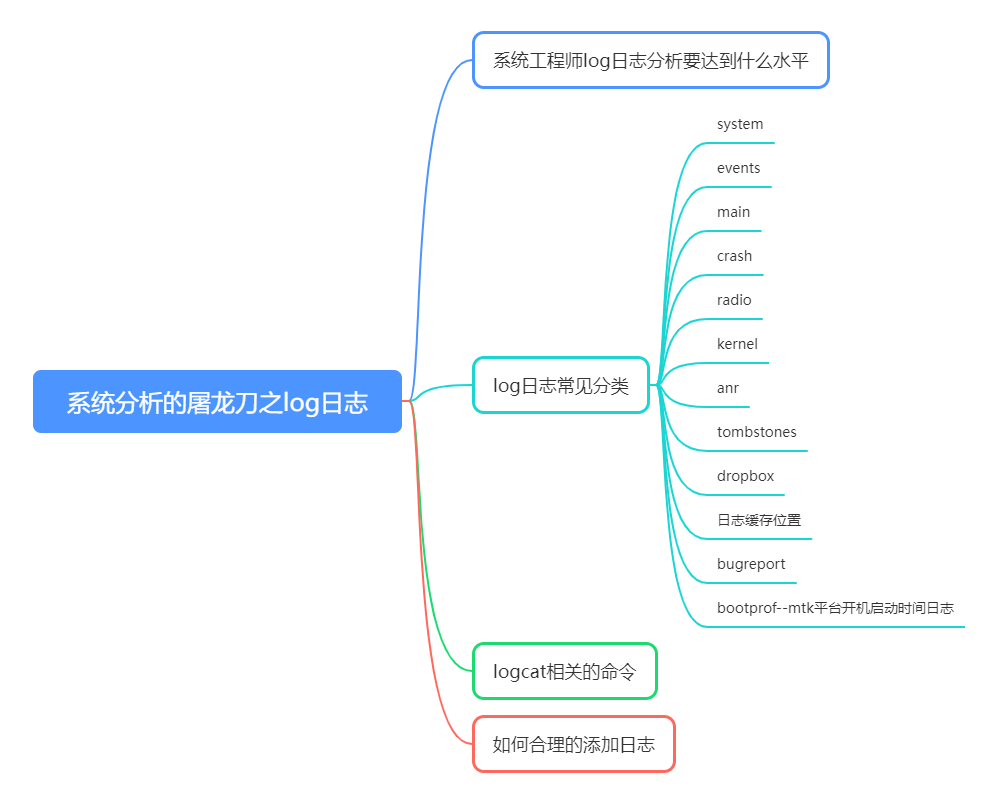 系统分析的屠龙刀之log日志
系统工程师log日志分析要达到什么水平
log日志常见分类
system
events
main
crash
radio
kernel
anr
tombstones
dropbox
日志缓存位置
bugreport
bootprof--mtk平台开机启动时间日志
logcat相关的命令
如何合理的添加日志